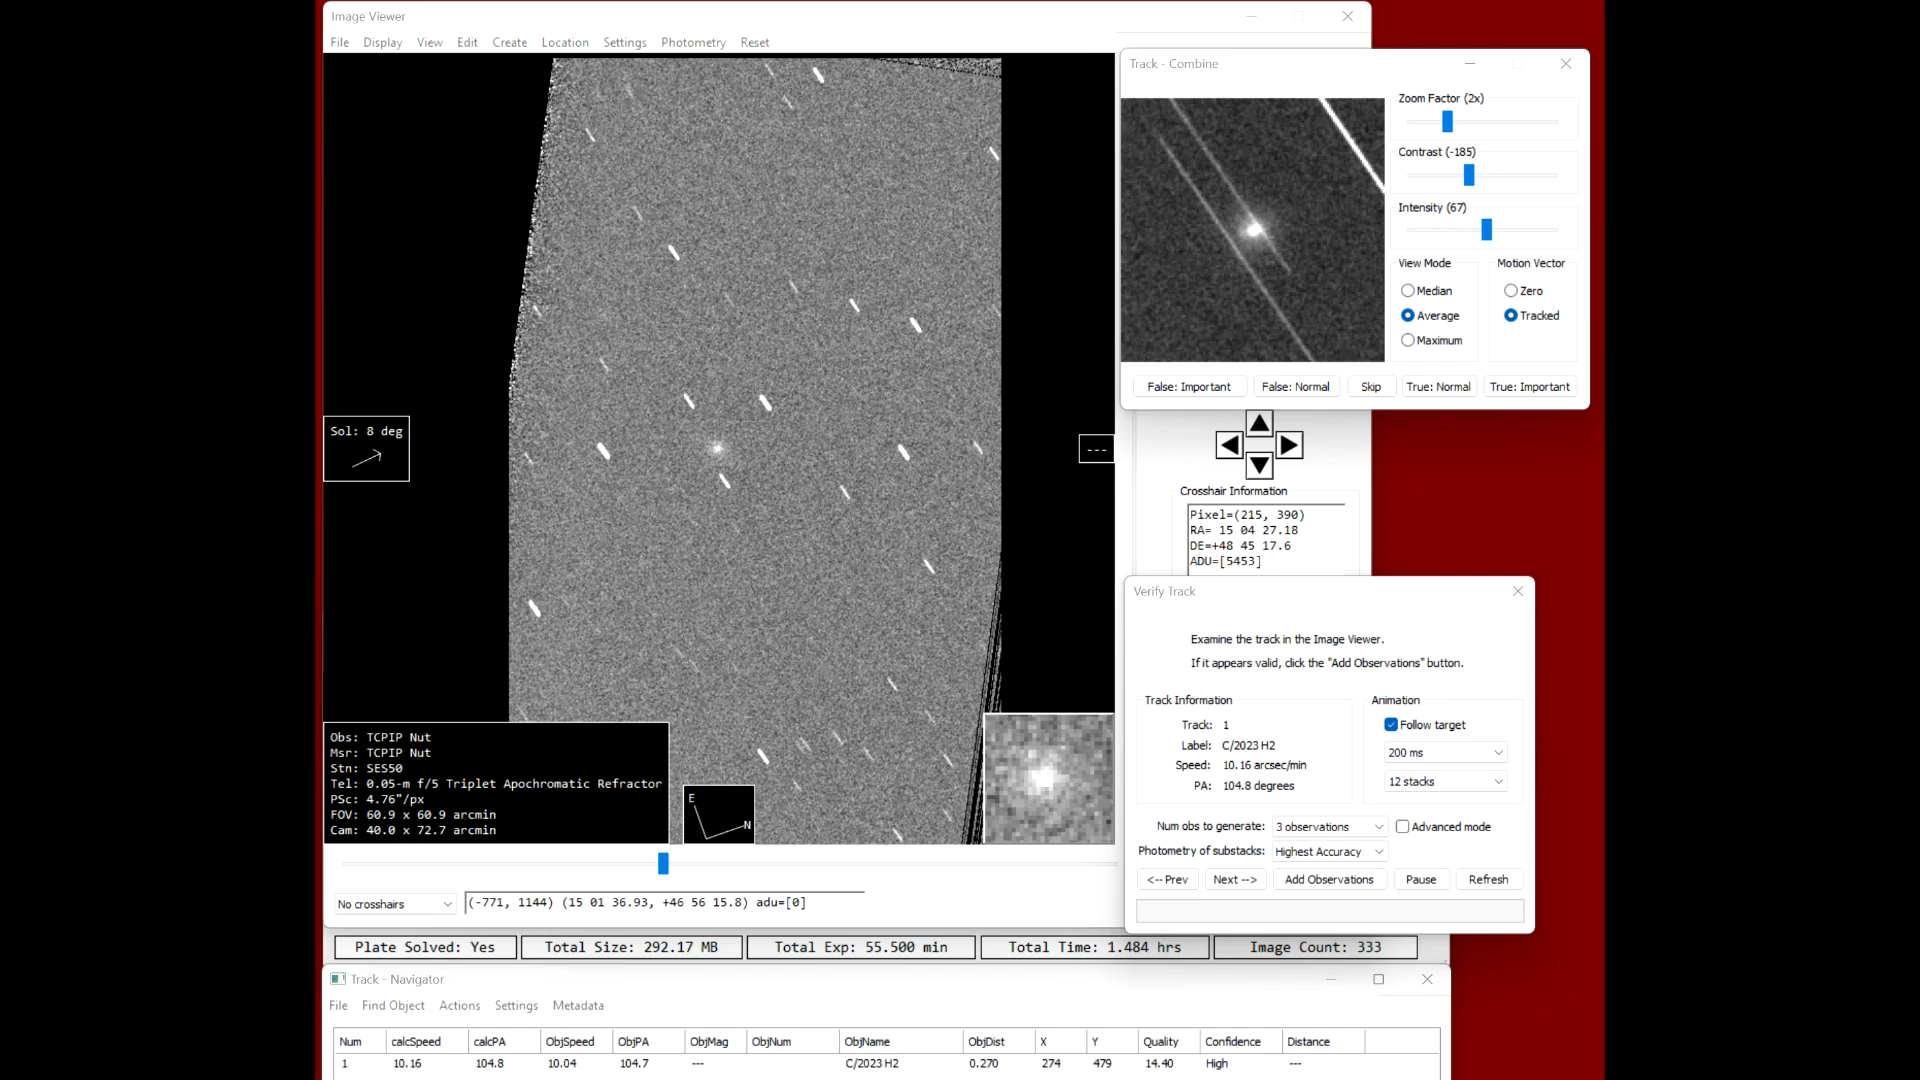 Image Viewer
File Display View Edit Create Location Settings Photometry Reset
Track - Combine
Zoom Factor (2x)
Contrast (-185)
Intensity (67)
View Mode
Motion Vector
Median
Zero
Average
Tracked
Maximum
False: Important
False: Normal
Skip
True: Normal
True: Important
Sol: 8 deg
---
Crosshair Information
Pixel=(215, 390)
RA= 15 04 27.18
DE=+48 45 17.6
ADU=[5453]
Verify Track
Examine the track in the Image Viewer.
If it appears valid, click the "Add Observations" button.
Track Information
Animation
Track: 1
Follow target
Label: C/2023 H2
200 ms
Speed: 10.16 arcsec/min
12 stacks
PA: 104.8 degrees
Num obs to generate: 3 observations
Advanced mode
Photometry of substacks: Highest Accuracy
<-- Prev
Next -->
Add Observations
Pause
Refresh
Obs: TCPIP Nut
Msr: TCPIP Nut
Stn: SES50
Tel: 0.05-m f/5 Triplet Apochromatic Refractor
PSc: 4.76"/px
FOV: 60.9 x 60.9 arcmin
Cam: 40.0 x 72.7 arcmin
E
N
No crosshairs
(-771, 1144) (15 01 36.93, +46 56 15.8) adu=[0]
Plate Solved: Yes
Total Size: 292.17 MB
Total Exp: 55.500 min
Total Time: 1.484 hrs
Image Count: 333
Track - Navigator
File Find Object Actions Settings Metadata
Num calcSpeed calcPA ObjSpeed ObjPA ObjMag ObjNum ObjName ObjDist X Y Quality Confidence Distance
1 10.16 104.8 10.04 104.7 --- C/2023 H2 0.270 274 479 14.40 High ---